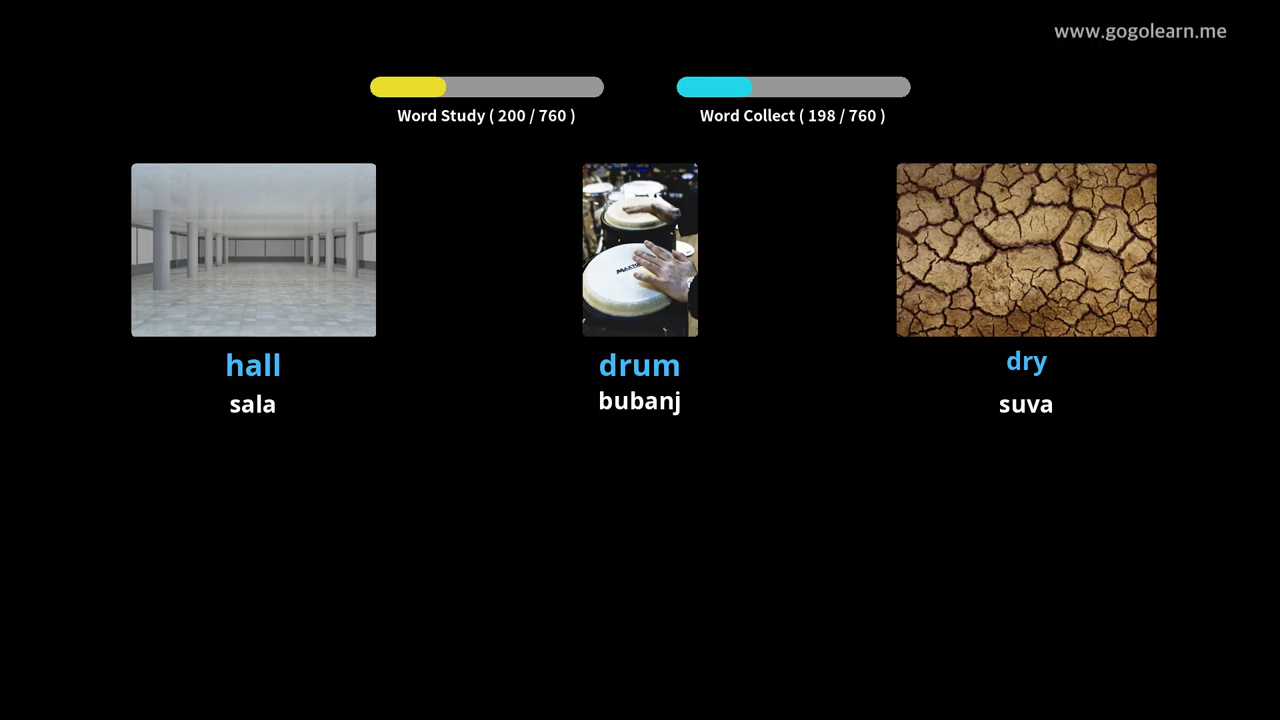 www.gogolearn.me
Word Study ( 200 / 760 )
Word Collect ( 198 / 760 )
hall
sala
drum
bubanj
dry
suva